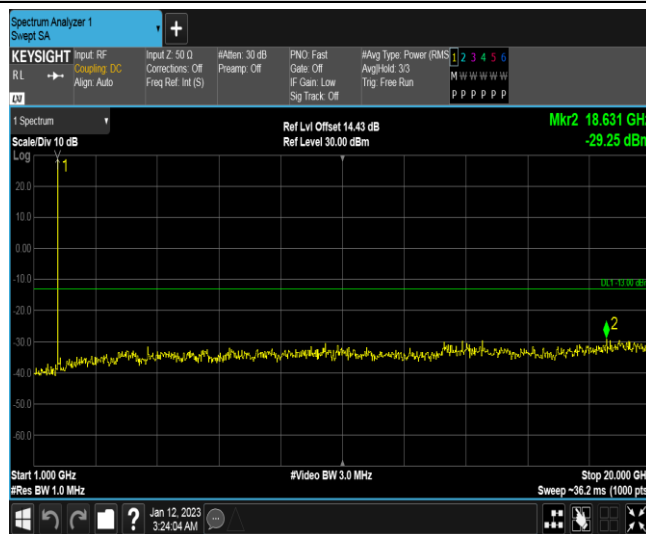 Spectrum Analyzer 1
Swept SA
+
KEYSIGHT
RL
LXI
Input: RF
Coupling: DC
Align: Auto
Input Z: 50 Ω
Corrections: Off
Freq Ref: Int (S)
#Atten: 30 dB
Preamp: Off
PNO: Fast
Gate: Off
IF Gain: Low
Sig Track: Off
#Avg Type: Power (RMS
Avg|Hold: 3/3
Trig: Free Run
1 2 3 4 5 6
M W W W W W
P P P P P P
1 Spectrum
Scale/Div 10 dB
Log
Ref Lvl Offset 14.43 dB
Ref Level 30.00 dBm
Mkr2 18.631 GHz
-29.25 dBm
1
20.0
10.0
0.00
-10.0
DL1 -13.00 dBm
-20.0
2
-30.0
-40.0
-50.0
-60.0
Start 1.000 GHz
#Res BW 1.0 MHz
#Video BW 3.0 MHz
Stop 20.000 GH
Sweep ~36.2 ms (1000 pts
?
Jan 12, 2023
3:24:04 AM